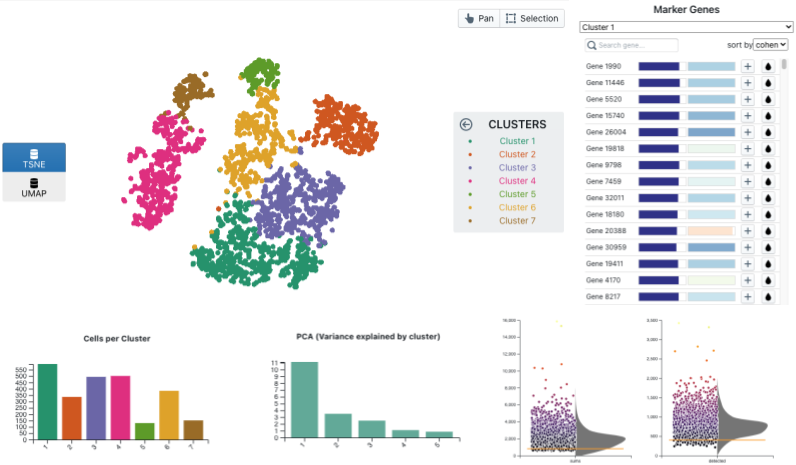 Pan
Selection
TSNE
UMAP
CLUSTERS
Cluster 1
Cluster 2
Cluster 3
Cluster 4
Cluster 5
Cluster 6
Cluster 7
Marker Genes
Cluster 1
Search gene...
sort by cohen
Gene 1990
Gene 11446
Gene 5520
Gene 15740
Gene 26004
Gene 19818
Gene 9798
Gene 7459
Gene 32011
Gene 18180
Gene 20388
Gene 30959
Gene 19411
Gene 4170
Gene 8217
Cells per Cluster
550
500
450
400
350
300
250
200
150
100
50
0
1 2 3 4 5 6 7
PCA (Variance explained by cluster)
11
10
9
8
7
6
5
4
3
2
1
0
1 2 3 4 5
16,000
14,000
12,000
10,000
8,000
6,000
4,000
2,000
0
sums
3,500
3,000
2,500
2,000
1,500
1,000
500
0
detected